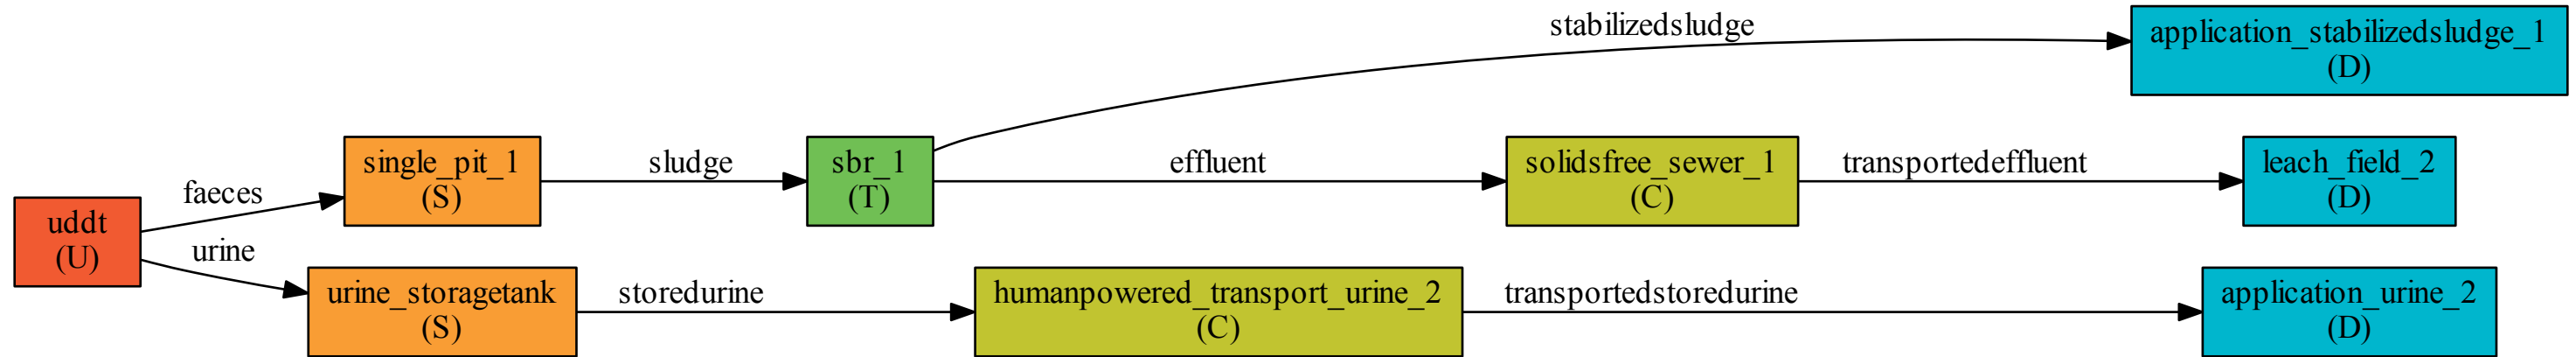 stabilizedsludge
application_stabilizedsludge_1
(D)
single_pit_1
(S)
sludge
sbr_1
(T)
effluent
solidsfree_sewer_1
(C)
transportedeffluent
leach_field_2
(D)
faeces
uddt
(U)
urine
urine_storagetank
(S)
storedurine
humanpowered_transport_urine_2
(C)
transportedstoredurine
application_urine_2
(D)